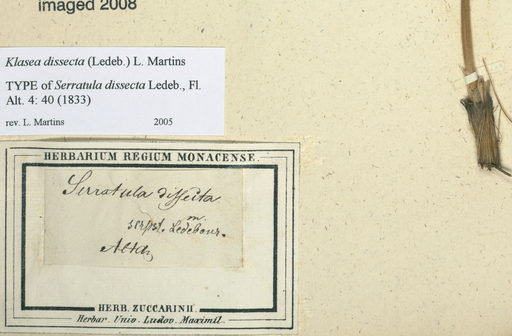 imaged 2008
Klasea dissecta (Ledeb.) L. Martins
TYPE of Serratula dissecta Ledeb., Fl.
Alt. 4: 40 (1833)
rev. L. Martins 2005
HERBARIUM REGIUM MONACENSE.
Serratula dissecta
m.
Ledebour.
HERB. ZUCCARINII.
Herbar. Univ. Ludov. Maximil.